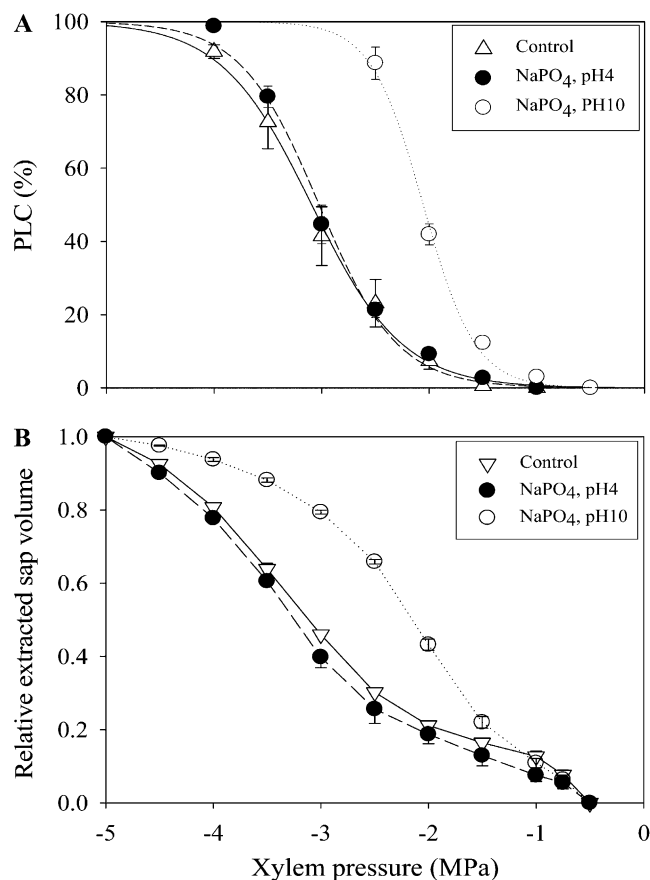 A
100
80
60
40
20
0
PLC (%)
Control
NaPO4, pH4
NaPO4, PH10
B
1.0
0.8
0.6
0.4
0.2
0.0
Relative extracted sap volume
Control
NaPO4, pH4
NaPO4, pH10
-5 -4 -3 -2 -1 0
Xylem pressure (MPa)